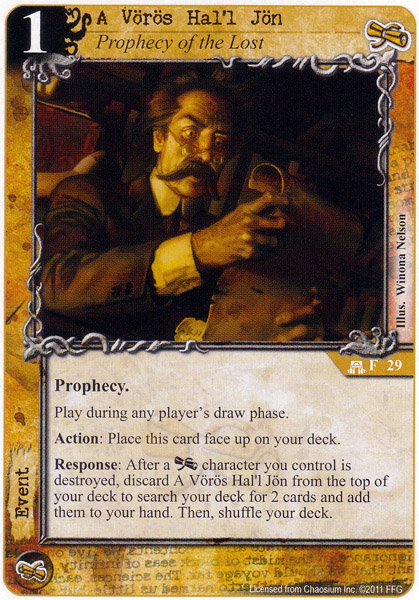 1
A Vörös Hal'l Jön
Prophecy of the Lost
Illus. Winona Nelson
F 29
Prophecy.
Play during any player's draw phase.
Action: Place this card face up on your deck.
Response: After a character you control is
destroyed, discard A Vörös Hal'l Jön from the top of
your deck to search your deck for 2 cards and add
them to your hand. Then, shuffle your deck.
Event
Licensed from Chaosium Inc. ©2011 FFG